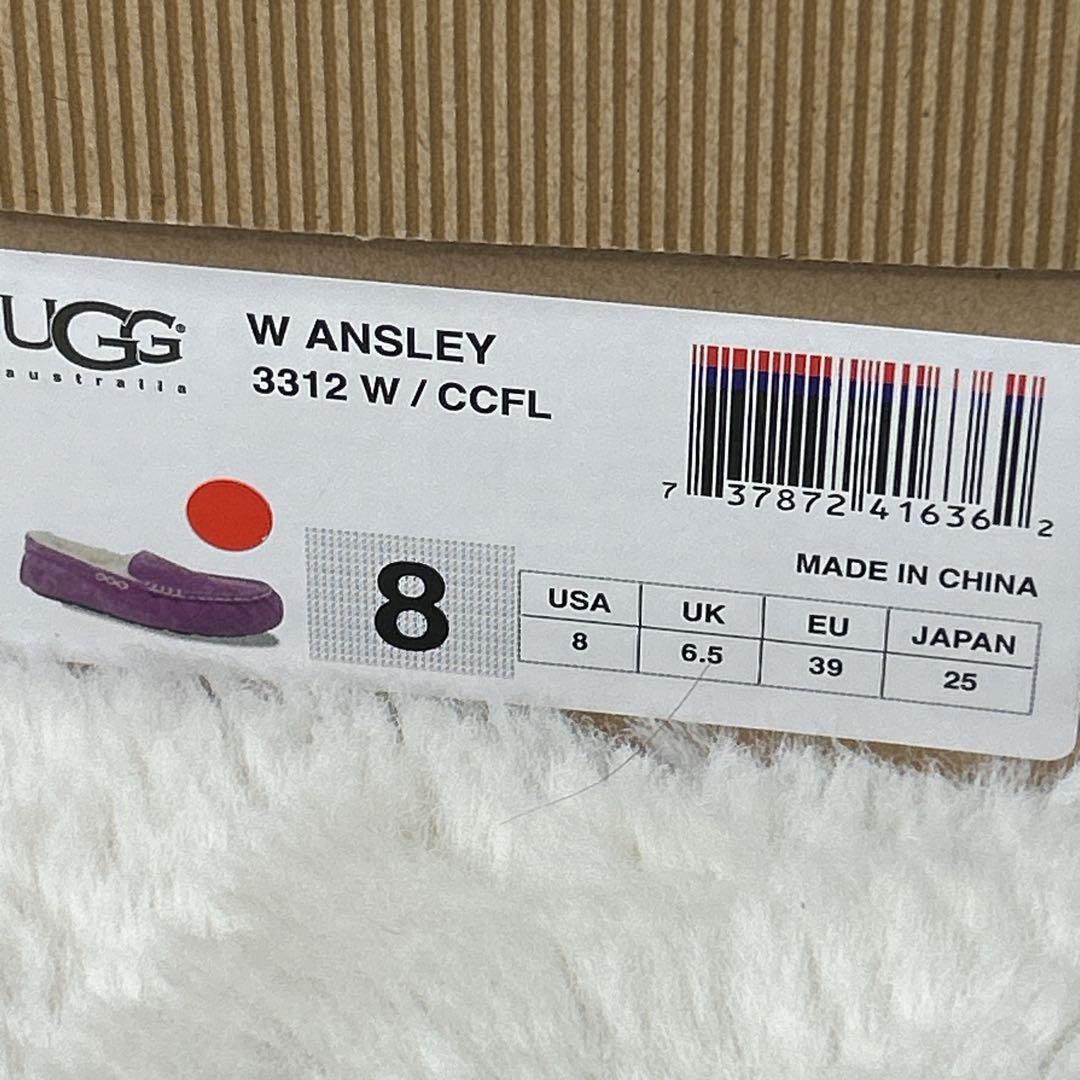 UGG®
australia
W ANSLEY
3312 W / CCFL
7 37872 41636 2
MADE IN CHINA
8
USA UK EU JAPAN
8 6.5 39 25